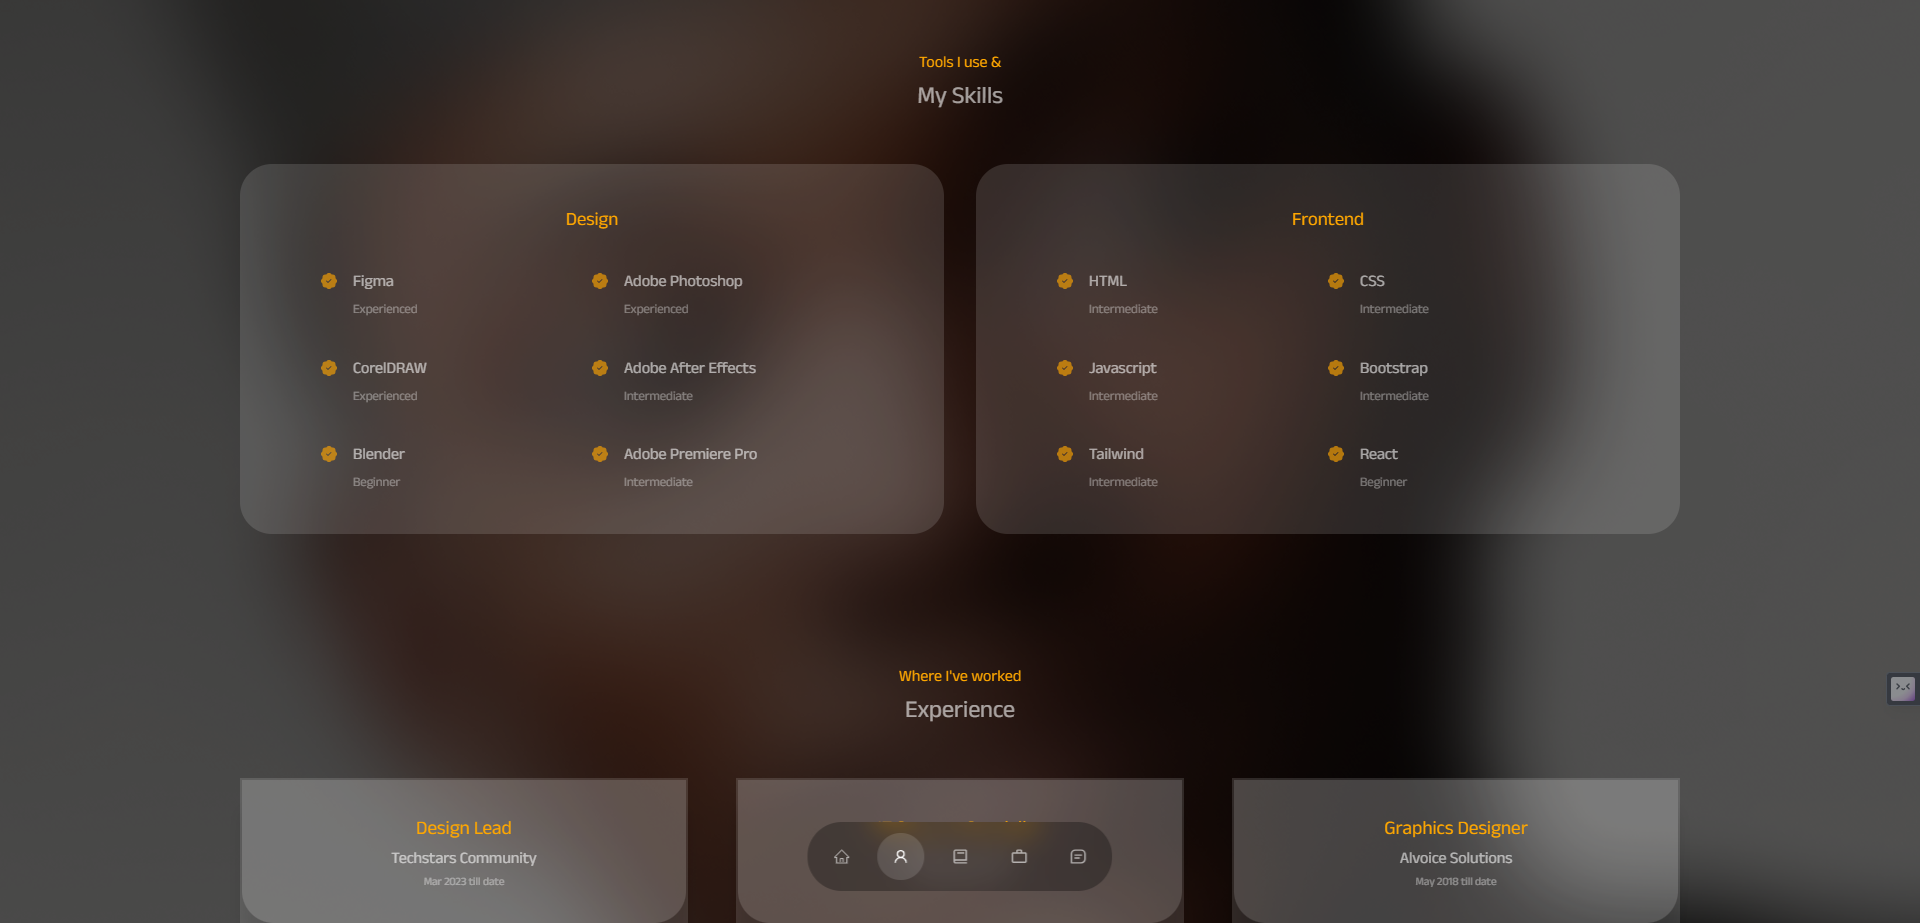 Tools I use &
My Skills
Design
Figma
Experienced
Adobe Photoshop
Experienced
CorelDRAW
Experienced
Adobe After Effects
Intermediate
Blender
Beginner
Adobe Premiere Pro
Intermediate
Frontend
HTML
Intermediate
CSS
Intermediate
Javascript
Intermediate
Bootstrap
Intermediate
Tailwind
Intermediate
React
Beginner
Where I've worked
Experience
Design Lead
Techstars Community
Mar 2023 till date
Graphics Designer
Alvoice Solutions
May 2018 till date